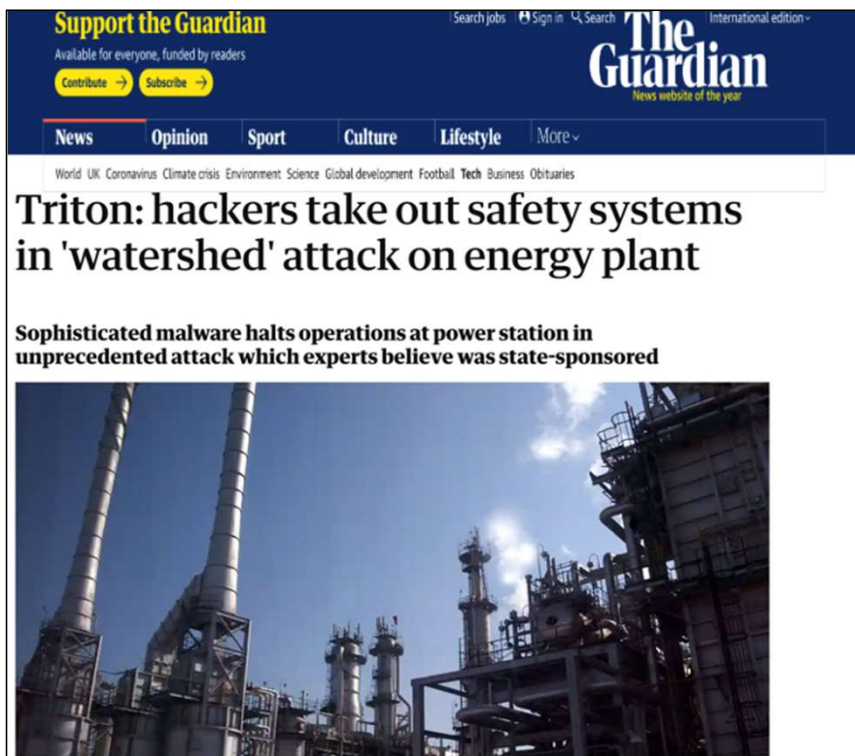 Support the Guardian
Available for everyone, funded by readers
Contribute →
Subscribe →
Search jobs
Sign in
Search
International edition
The
Guardian
News website of the year
News
Opinion
Sport
Culture
Lifestyle
More
World UK Coronavirus Climate crisis Environment Science Global development Football Tech Business Obituaries
Triton: hackers take out safety systems
in 'watershed' attack on energy plant
Sophisticated malware halts operations at power station in
unprecedented attack which experts believe was state-sponsored